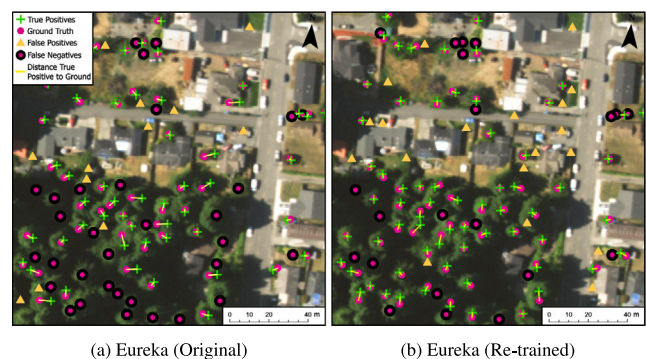 True Positives
Ground Truth
False Positives
False Negatives
Distance True
Positive to Ground
N
N
0 10 20 40 m
0 10 20 40 m
(a) Eureka (Original)
(b) Eureka (Re-trained)